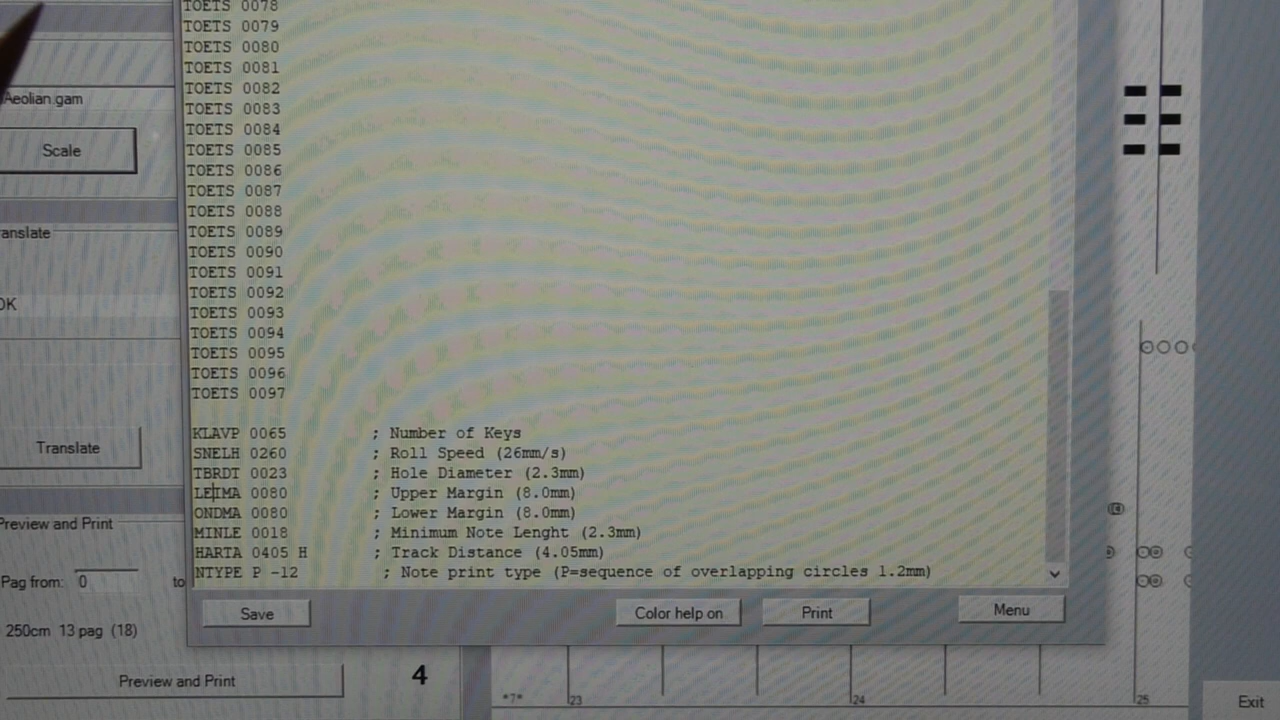 TOETS 0078
TOETS 0079
TOETS 0080
TOETS 0081
TOETS 0082
TOETS 0083
TOETS 0084
TOETS 0085
TOETS 0086
TOETS 0087
TOETS 0088
TOETS 0089
TOETS 0090
TOETS 0091
TOETS 0092
TOETS 0093
TOETS 0094
TOETS 0095
TOETS 0096
TOETS 0097
KLAVP 0065 ; Number of Keys
SNELH 0260 ; Roll Speed (26mm/s)
TBRDT 0023 ; Hole Diameter (2.3mm)
LEIMA 0080 ; Upper Margin (8.0mm)
ONDMA 0080 ; Lower Margin (8.0mm)
MINLE 0018 ; Minimum Note Lenght (2.3mm)
HARTA 0405 H ; Track Distance (4.05mm)
NTYPE P -12 ; Note print type (P=sequence of overlapping circles 1.2mm)
Save
Color help on
Print
Menu
Aeolian.gam
Scale
anslate
OK
Translate
Preview and Print
Pag from: 0 to
250cm 13 pag (18)
Preview and Print
4
*7*
23
24
25
Exit